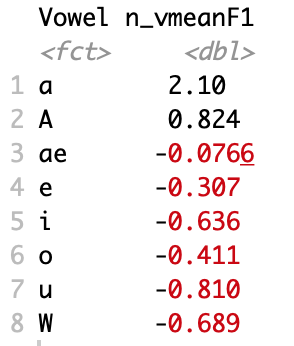 Vowel n_vmeanF1
<fct> <dbl>
1 a 2.10
2 A 0.824
3 ae -0.0766
4 e -0.307
5 i -0.636
6 o -0.411
7 u -0.810
8 W -0.689